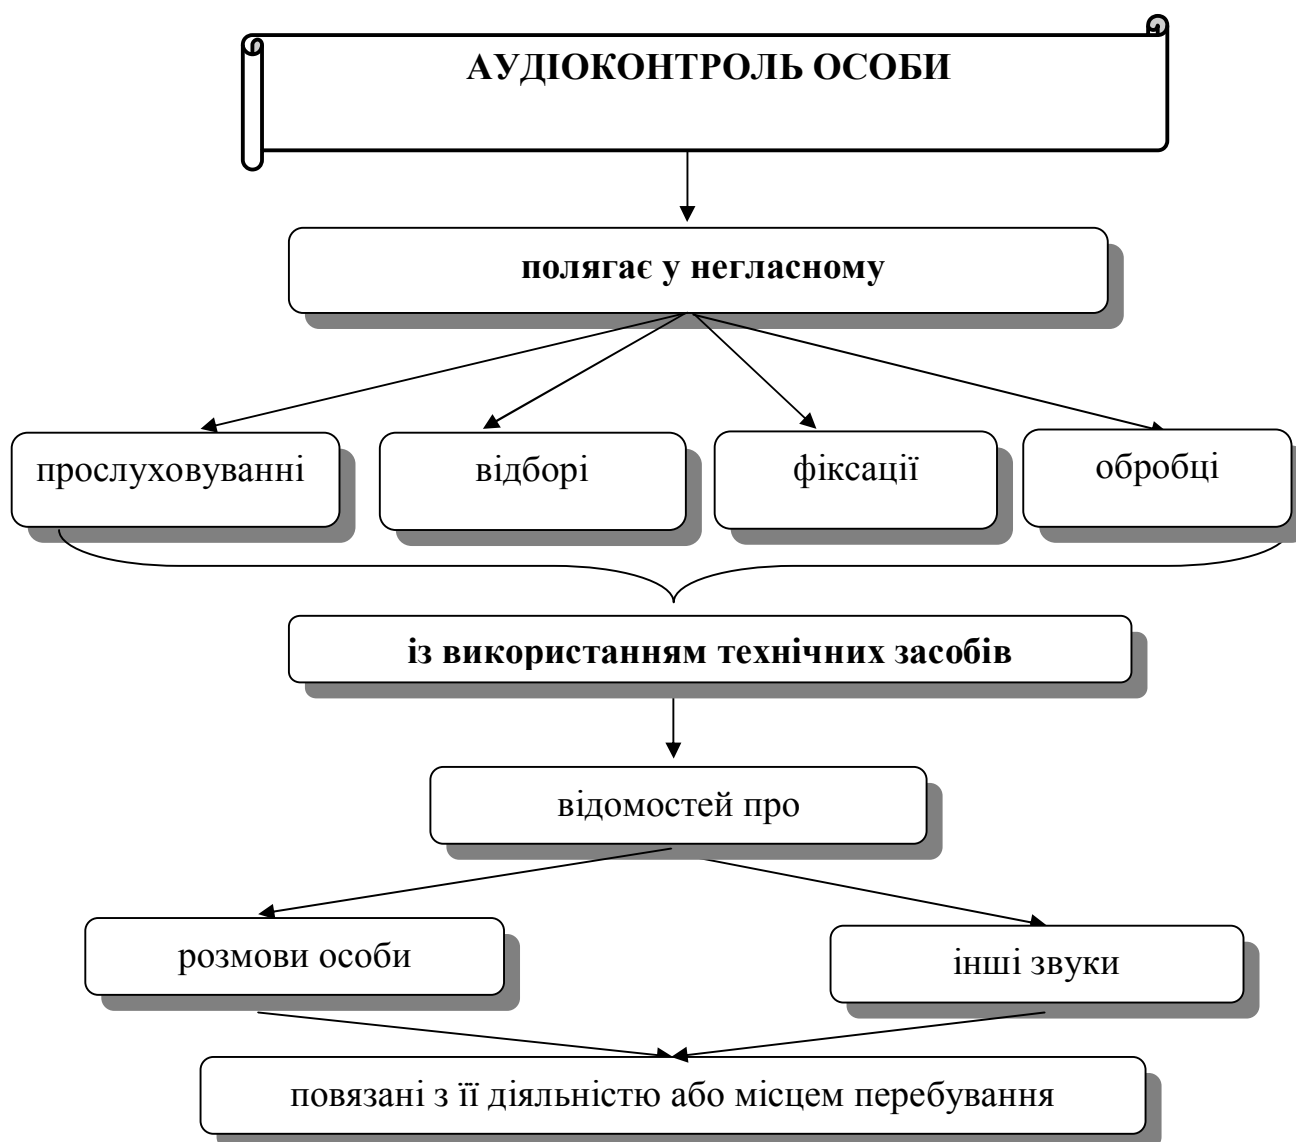 АУДІОКОНТРОЛЬ ОСОБИ
полягає у негласному
прослуховуванні
відборі
фіксації
обробці
із використанням технічних засобів
відомостей про
розмови особи
інші звуки
повязані з її діяльністю або місцем перебування